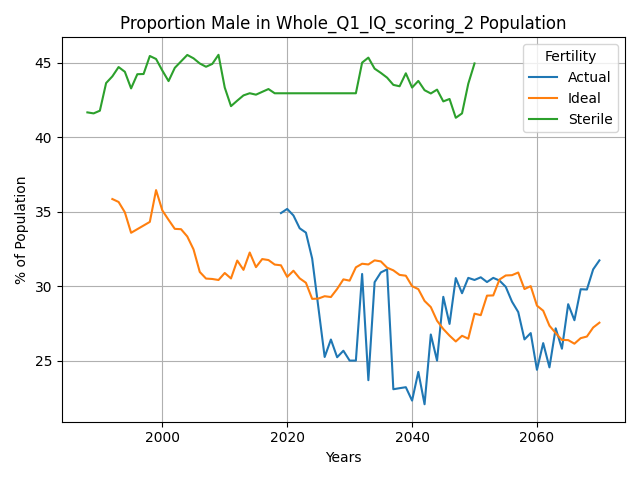 Proportion Male in Whole_Q1_IQ_scoring_2 Population
% of Population
45
40
35
30
25
Fertility
Actual
Ideal
Sterile
2000 2020 2040 2060
Years